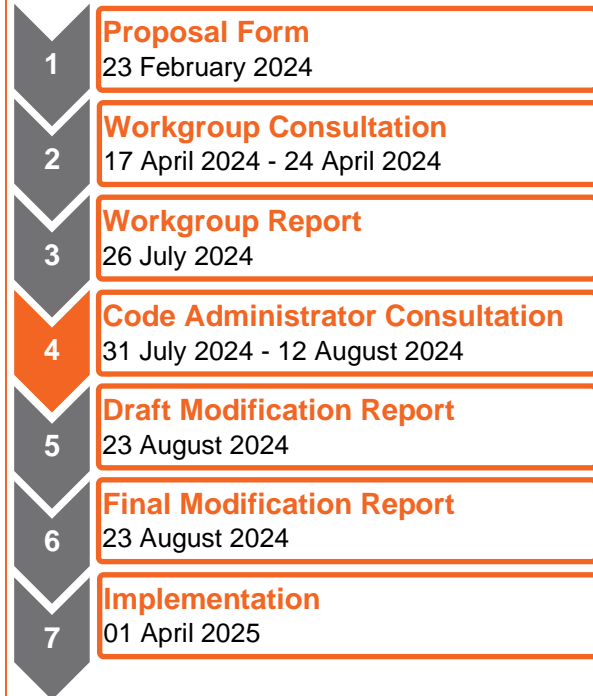 1
Proposal Form
23 February 2024
2
Workgroup Consultation
17 April 2024 - 24 April 2024
3
Workgroup Report
26 July 2024
4
Code Administrator Consultation
31 July 2024 - 12 August 2024
5
Draft Modification Report
23 August 2024
6
Final Modification Report
23 August 2024
7
Implementation
01 April 2025